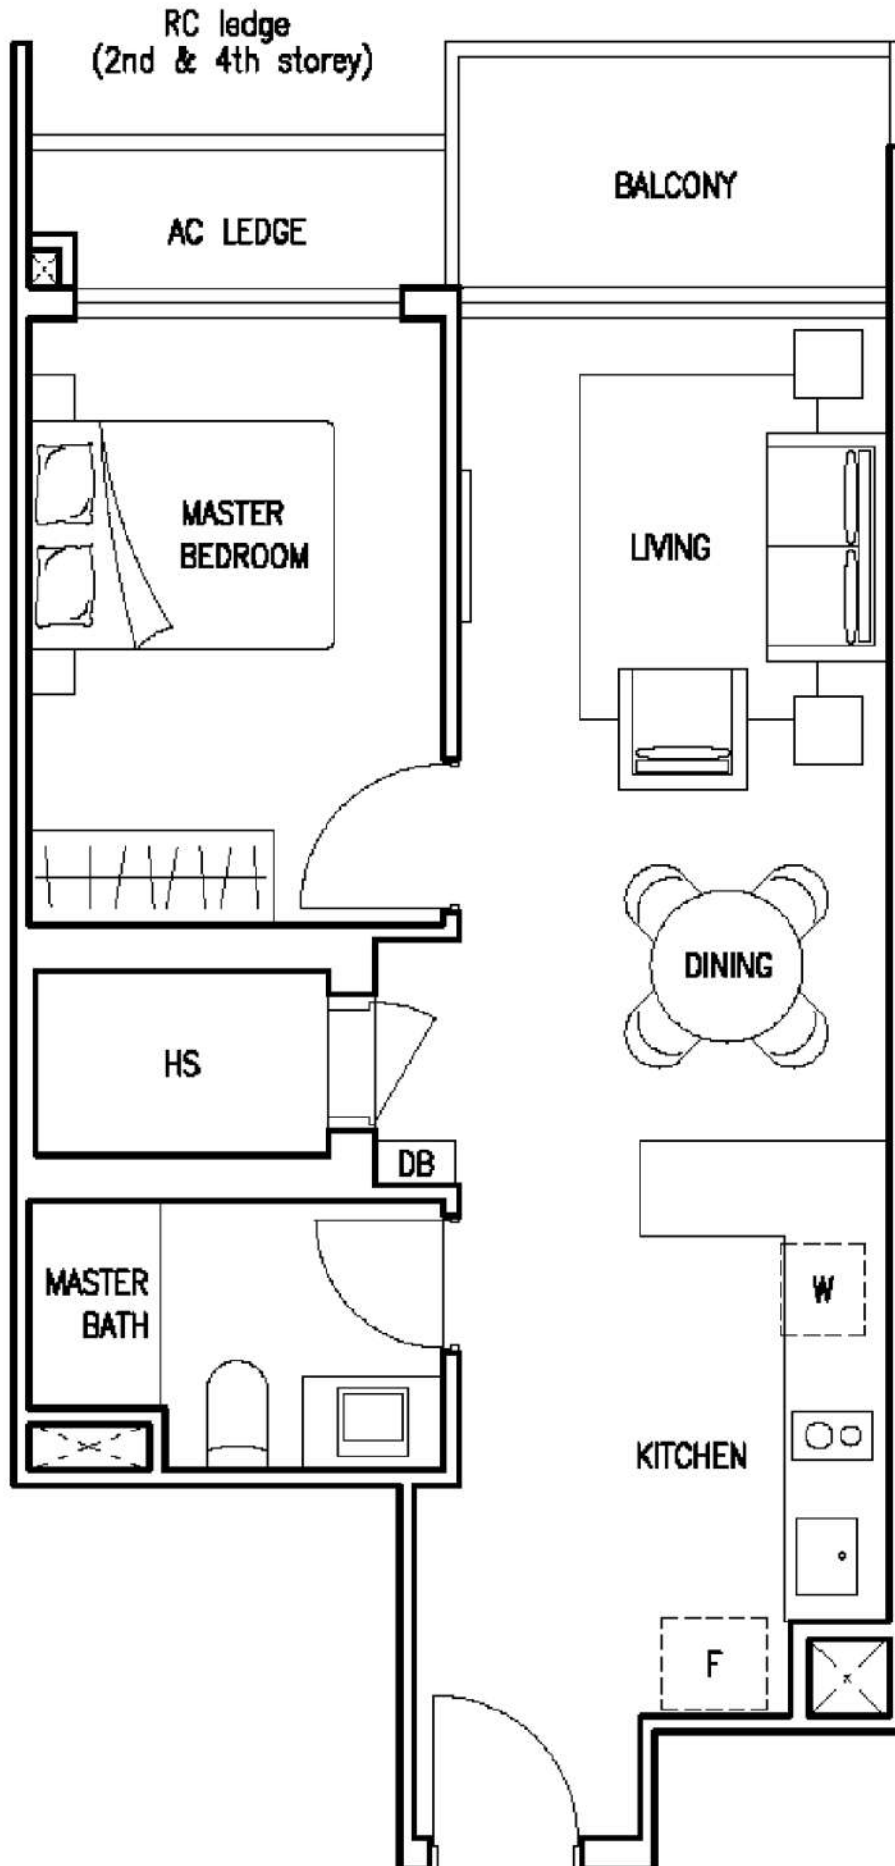 RC ledge
(2nd & 4th storey)
BALCONY
AC LEDGE
MASTER
BEDROOM
LIVING
DINING
HS
DB
MASTER
BATH
W
KITCHEN
F